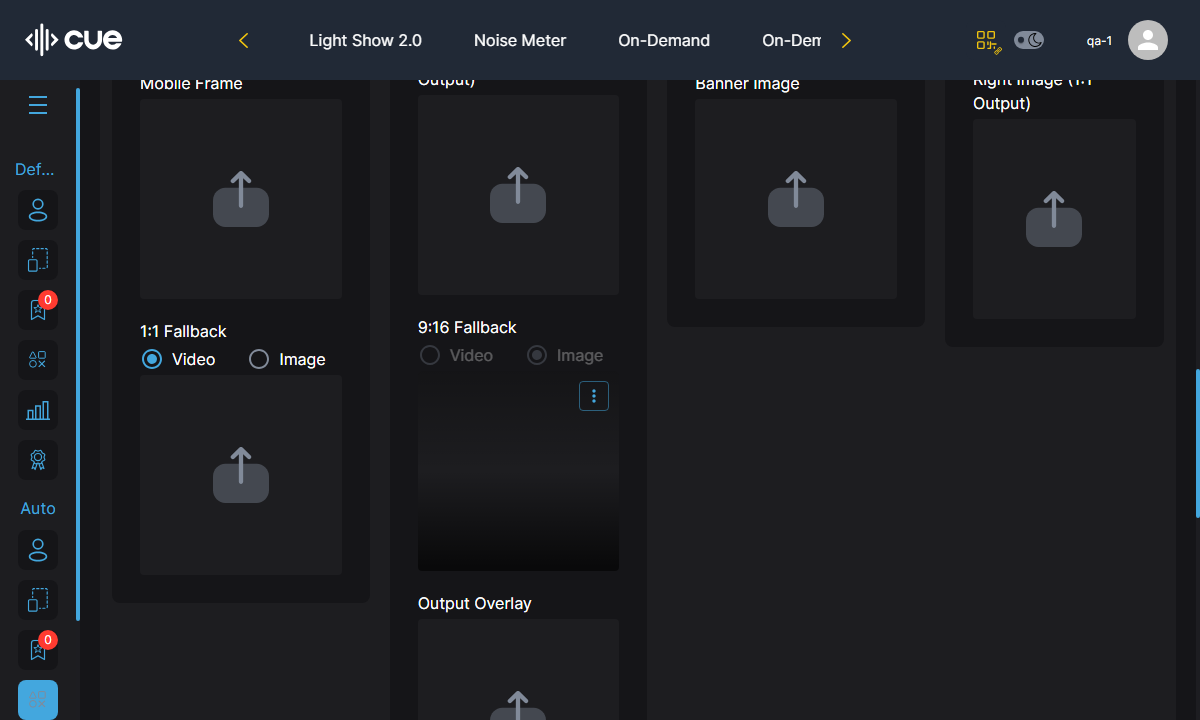 cue
Light Show 2.0
Noise Meter
On-Demand
On-Dem
qa-1
Def...
0
Auto
0
Mobile Frame
1:1 Fallback
Video
Image
Output)
9:16 Fallback
Video
Image
Output Overlay
Banner Image
Right Image (1:1
Output)